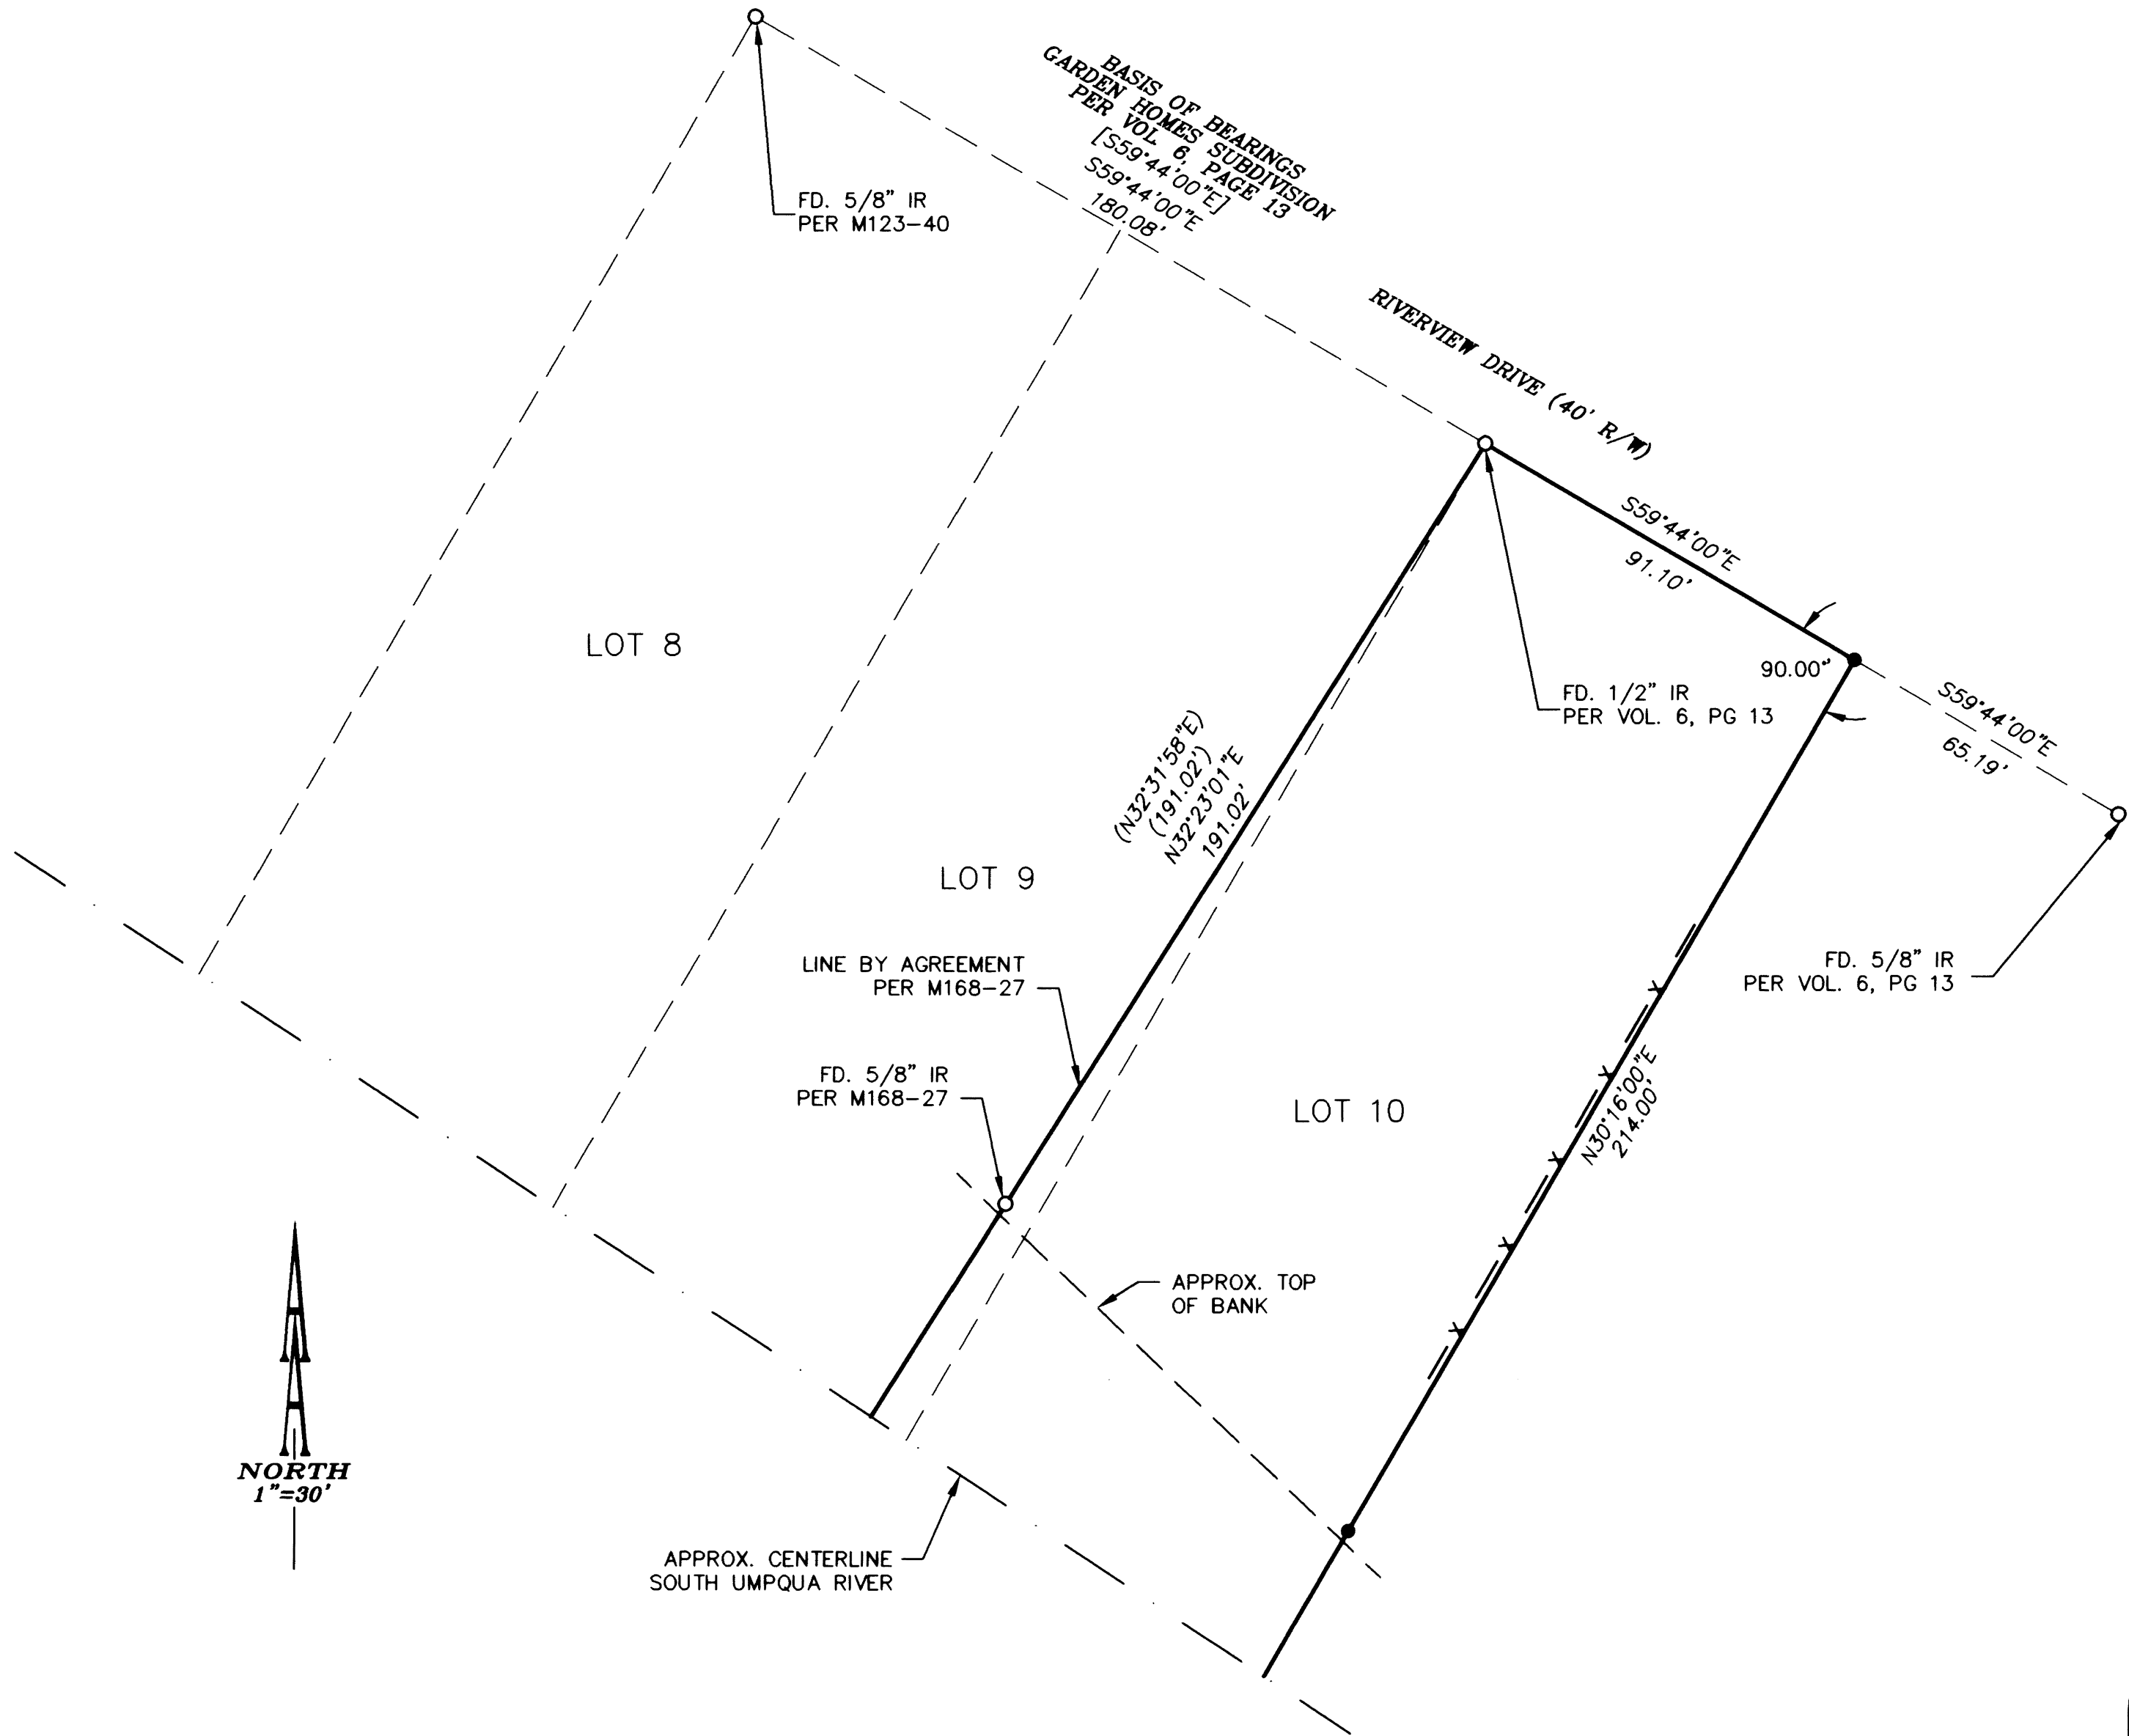 BASIS OF BEARINGS
GARDEN HOMES SUBDIVISION
PER VOL. 6, PAGE 13
[S59°44'00"E]
S59°44'00"E
180.08'
FD. 5/8" IR
PER M123-40
RIVERVIEW DRIVE (40' R/W)
S59°44'00"E
91.10'
LOT 8
90.00°
FD. 1/2" IR
PER VOL. 6, PG 13
S59°44'00"E
65.19'
(N32°31'58"E)
(191.02')
N32°23'01"E
191.02'
LOT 9
LINE BY AGREEMENT
PER M168-27
FD. 5/8" IR
PER VOL. 6, PG 13
FD. 5/8" IR
PER M168-27
LOT 10
N30°16'00"E
214.00'
APPROX. TOP
OF BANK
NORTH
1"=30'
APPROX. CENTERLINE
SOUTH UMPQUA RIVER